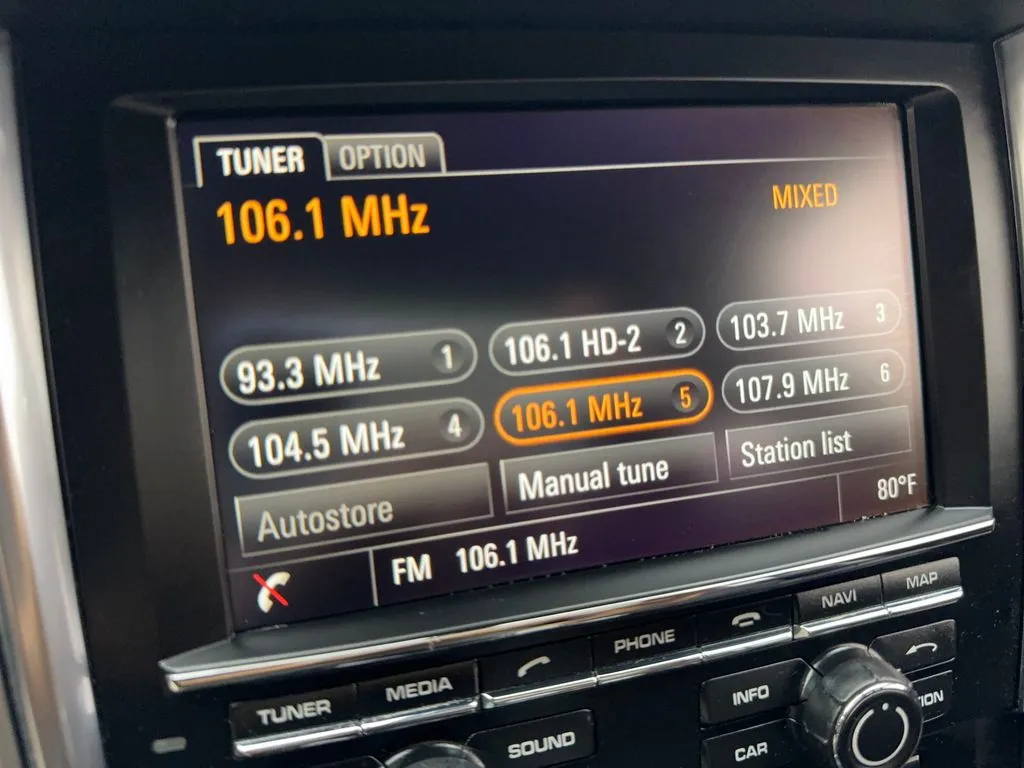 TUNER OPTION
106.1 MHz
MIXED
93.3 MHz 1
106.1 HD-2 2
103.7 MHz 3
104.5 MHz 4
106.1 MHz 5
107.9 MHz 6
Autostore
Manual tune
Station list
FM 106.1 MHz
80°F
TUNER
MEDIA
PHONE
NAVI
MAP
SOUND
INFO
CAR